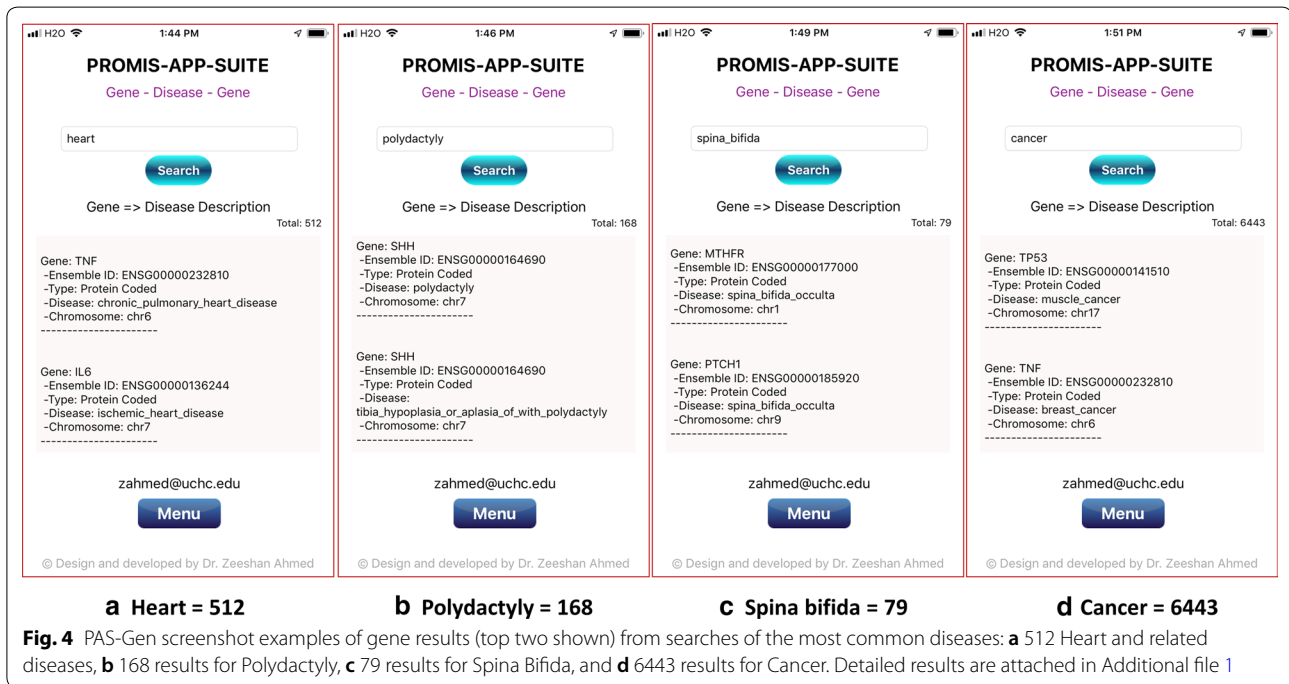 H2O 1:44 PM
PROMIS-APP-SUITE
Gene - Disease - Gene
heart
Search
Gene => Disease Description
Total: 512
Gene: TNF
-Ensemble ID: ENSG00000232810
-Type: Protein Coded
-Disease: chronic_pulmonary_heart_disease
-Chromosome: chr6
----------------------
Gene: IL6
-Ensemble ID: ENSG00000136244
-Type: Protein Coded
-Disease: ischemic_heart_disease
-Chromosome: chr7
----------------------
zahmed@uchc.edu
Menu
© Design and developed by Dr. Zeeshan Ahmed
a Heart = 512
H2O 1:46 PM
PROMIS-APP-SUITE
Gene - Disease - Gene
polydactyly
Search
Gene => Disease Description
Total: 168
Gene: SHH
-Ensemble ID: ENSG00000164690
-Type: Protein Coded
-Disease: polydactyly
-Chromosome: chr7
----------------------
Gene: SHH
-Ensemble ID: ENSG00000164690
-Type: Protein Coded
-Disease:
tibia_hypoplasia_or_aplasia_of_with_polydactyly
-Chromosome: chr7
----------------------
zahmed@uchc.edu
Menu
© Design and developed by Dr. Zeeshan Ahmed
b Polydactyly = 168
H2O 1:49 PM
PROMIS-APP-SUITE
Gene - Disease - Gene
spina_bifida
Search
Gene => Disease Description
Total: 79
Gene: MTHFR
-Ensemble ID: ENSG00000177000
-Type: Protein Coded
-Disease: spina_bifida_occulta
-Chromosome: chr1
----------------------
Gene: PTCH1
-Ensemble ID: ENSG00000185920
-Type: Protein Coded
-Disease: spina_bifida_occulta
-Chromosome: chr9
----------------------
zahmed@uchc.edu
Menu
© Design and developed by Dr. Zeeshan Ahmed
c Spina bifida = 79
H2O 1:51 PM
PROMIS-APP-SUITE
Gene - Disease - Gene
cancer
Search
Gene => Disease Description
Total: 6443
Gene: TP53
-Ensemble ID: ENSG00000141510
-Type: Protein Coded
-Disease: muscle_cancer
-Chromosome: chr17
----------------------
Gene: TNF
-Ensemble ID: ENSG00000232810
-Type: Protein Coded
-Disease: breast_cancer
-Chromosome: chr6
----------------------
zahmed@uchc.edu
Menu
© Design and developed by Dr. Zeeshan Ahmed
d Cancer = 6443
Fig. 4 PAS-Gen screenshot examples of gene results (top two shown) from searches of the most common diseases: a 512 Heart and related
diseases, b 168 results for Polydactyly, c 79 results for Spina Bifida, and d 6443 results for Cancer. Detailed results are attached in Additional file 1